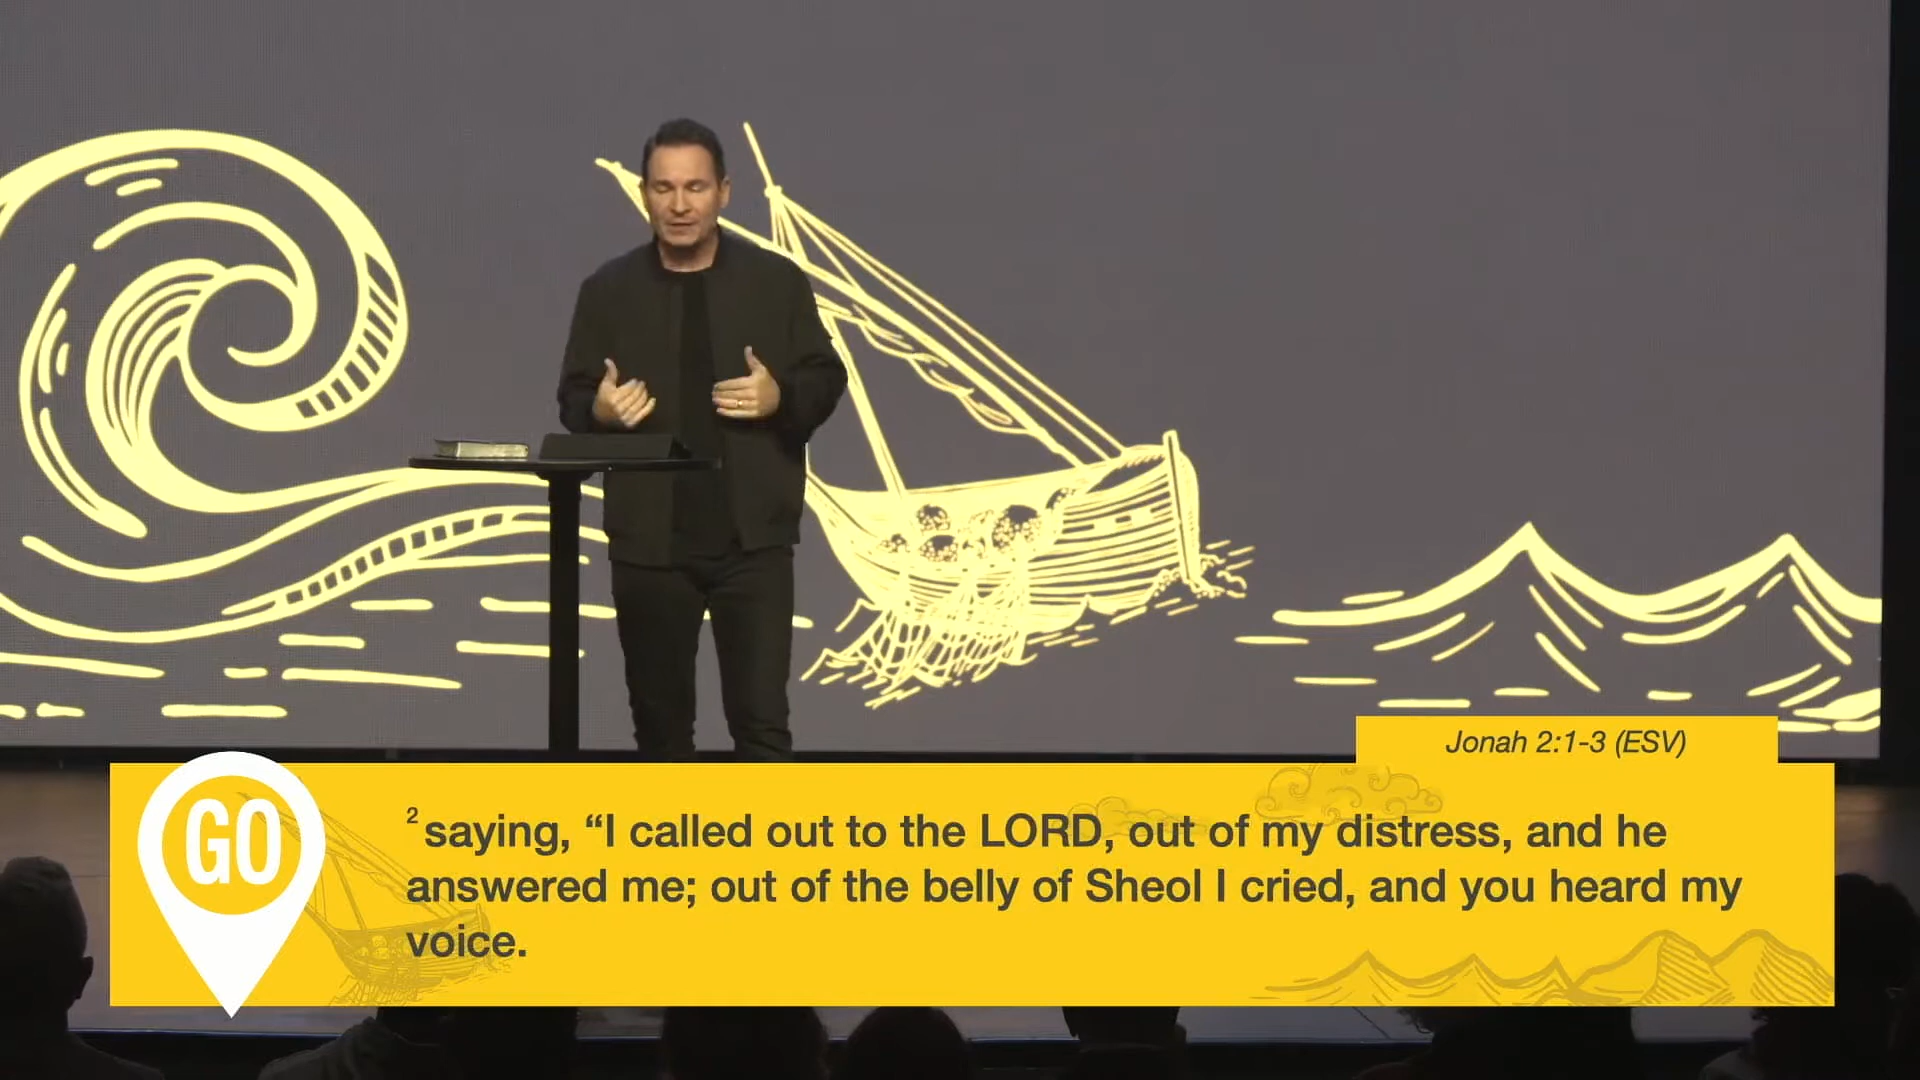 Jonah 2:1-3 (ESV)
GO
2 saying, “I called out to the LORD, out of my distress, and he
answered me; out of the belly of Sheol I cried, and you heard my
voice.